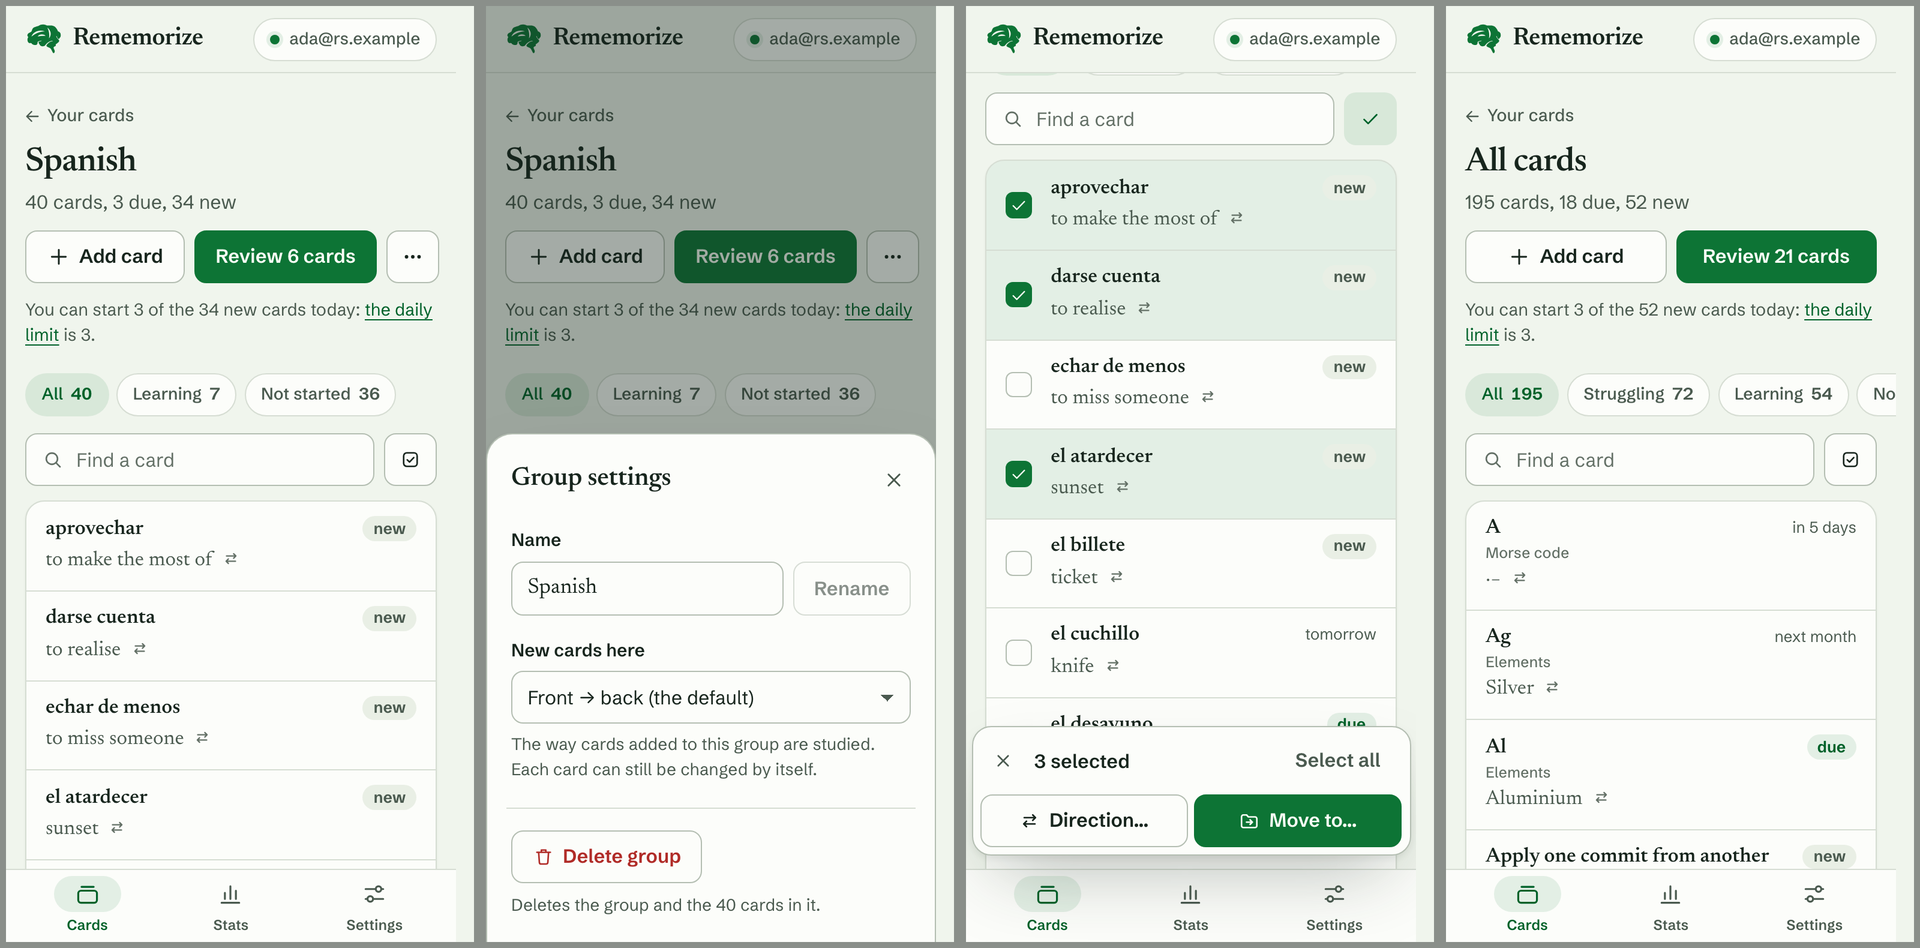 Rememorize
ada@rs.example
← Your cards
Spanish
40 cards, 3 due, 34 new
+ Add card
Review 6 cards
...
You can start 3 of the 34 new cards today: the daily
limit is 3.
All 40
Learning 7
Not started 36
Find a card
aprovechar
new
to make the most of ⇄
darse cuenta
new
to realise ⇄
echar de menos
new
to miss someone ⇄
el atardecer
new
sunset ⇄
Cards
Stats
Settings
Rememorize
ada@rs.example
← Your cards
Spanish
40 cards, 3 due, 34 new
+ Add card
Review 6 cards
...
You can start 3 of the 34 new cards today: the daily
limit is 3.
All 40
Learning 7
Not started 36
Group settings
Name
Spanish
Rename
New cards here
Front → back (the default)
The way cards added to this group are studied.
Each card can still be changed by itself.
Delete group
Deletes the group and the 40 cards in it.
Rememorize
ada@rs.example
Find a card
aprovechar
new
to make the most of ⇄
darse cuenta
new
to realise ⇄
echar de menos
new
to miss someone ⇄
el atardecer
new
sunset ⇄
el billete
new
ticket ⇄
el cuchillo
tomorrow
knife ⇄
el desayuno
due
3 selected
Select all
⇄ Direction...
Move to...
Cards
Stats
Settings
Rememorize
ada@rs.example
← Your cards
All cards
195 cards, 18 due, 52 new
+ Add card
Review 21 cards
You can start 3 of the 52 new cards today: the daily
limit is 3.
All 195
Struggling 72
Learning 54
No
Find a card
A
in 5 days
Morse code
·– ⇄
Ag
next month
Elements
Silver ⇄
Al
due
Elements
Aluminium ⇄
Apply one commit from another
new
Cards
Stats
Settings